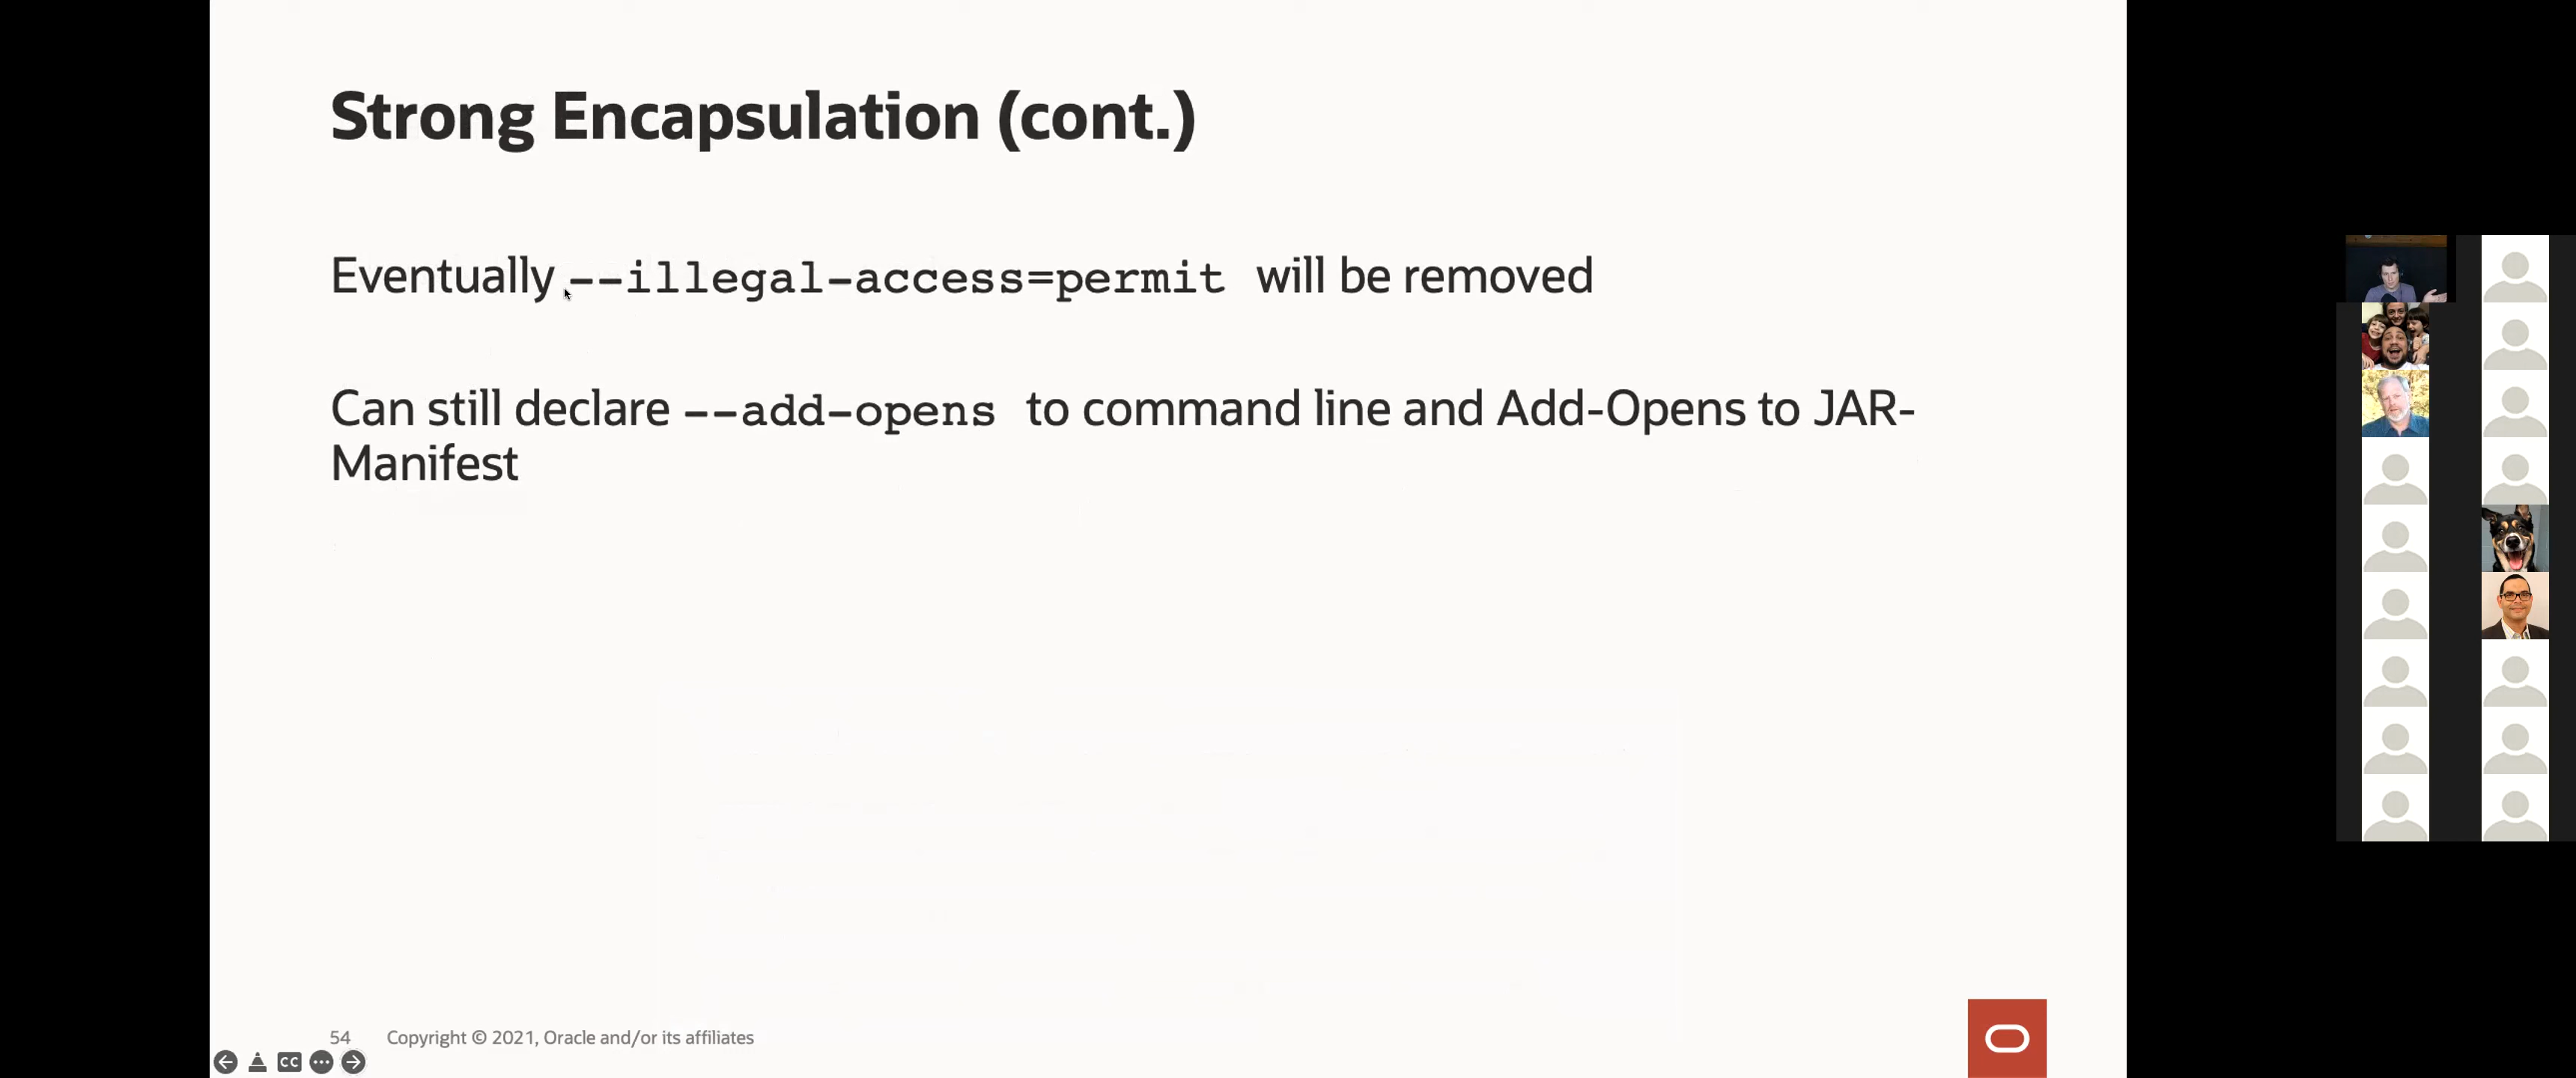 Strong Encapsulation (cont.)
Eventually --illegal-access=permit will be removed
Can still declare --add-opens to command line and Add-Opens to JAR-
Manifest
54 Copyright © 2021, Oracle and/or its affiliates
CC